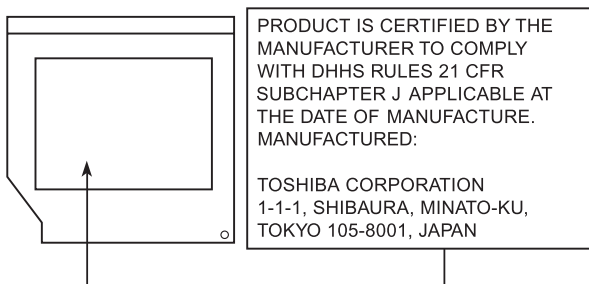 PRODUCT IS CERTIFIED BY THE
MANUFACTURER TO COMPLY
WITH DHHS RULES 21 CFR
SUBCHAPTER J APPLICABLE AT
THE DATE OF MANUFACTURE.
MANUFACTURED:
TOSHIBA CORPORATION
1-1-1, SHIBAURA, MINATO-KU,
TOKYO 105-8001, JAPAN